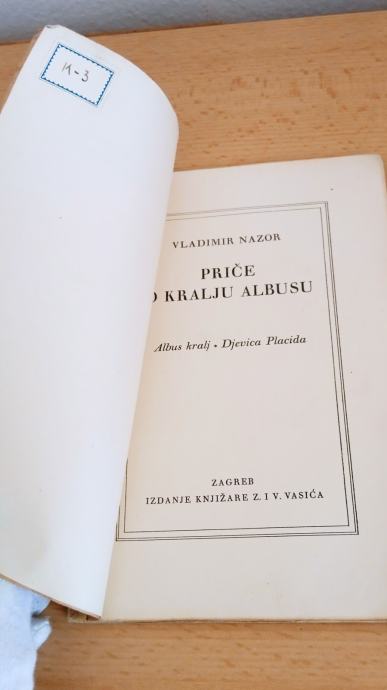 K-3
VLADIMIR NAZOR
PRIČE
O KRALJU ALBUSU
Albus kralj • Djevica Placida
ZAGREB
IZDANJE KNJIŽARE Z. I V. VASIĆA